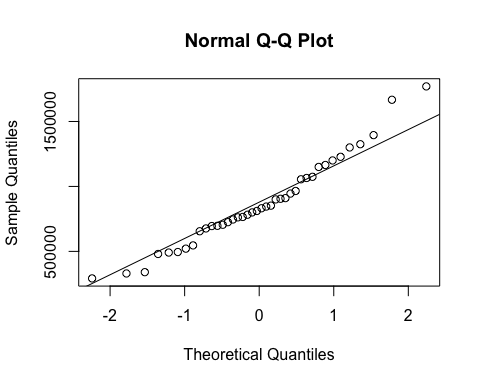 Normal Q-Q Plot
1500000
500000
Sample Quantiles
-2 -1 0 1 2
Theoretical Quantiles